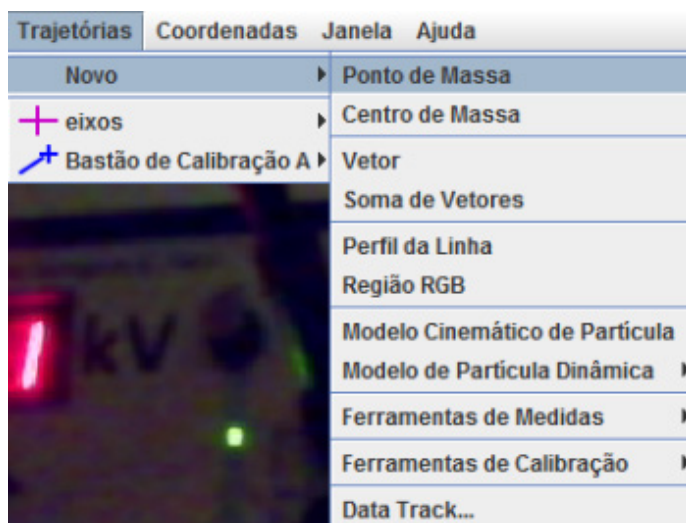 Trajetórias Coordenadas Janela Ajuda
Novo
eixos
Bastão de Calibração A
Ponto de Massa
Centro de Massa
Vetor
Soma de Vetores
Perfil da Linha
Região RGB
Modelo Cinemático de Partícula
Modelo de Partícula Dinâmica
Ferramentas de Medidas
Ferramentas de Calibração
Data Track...
1 kV